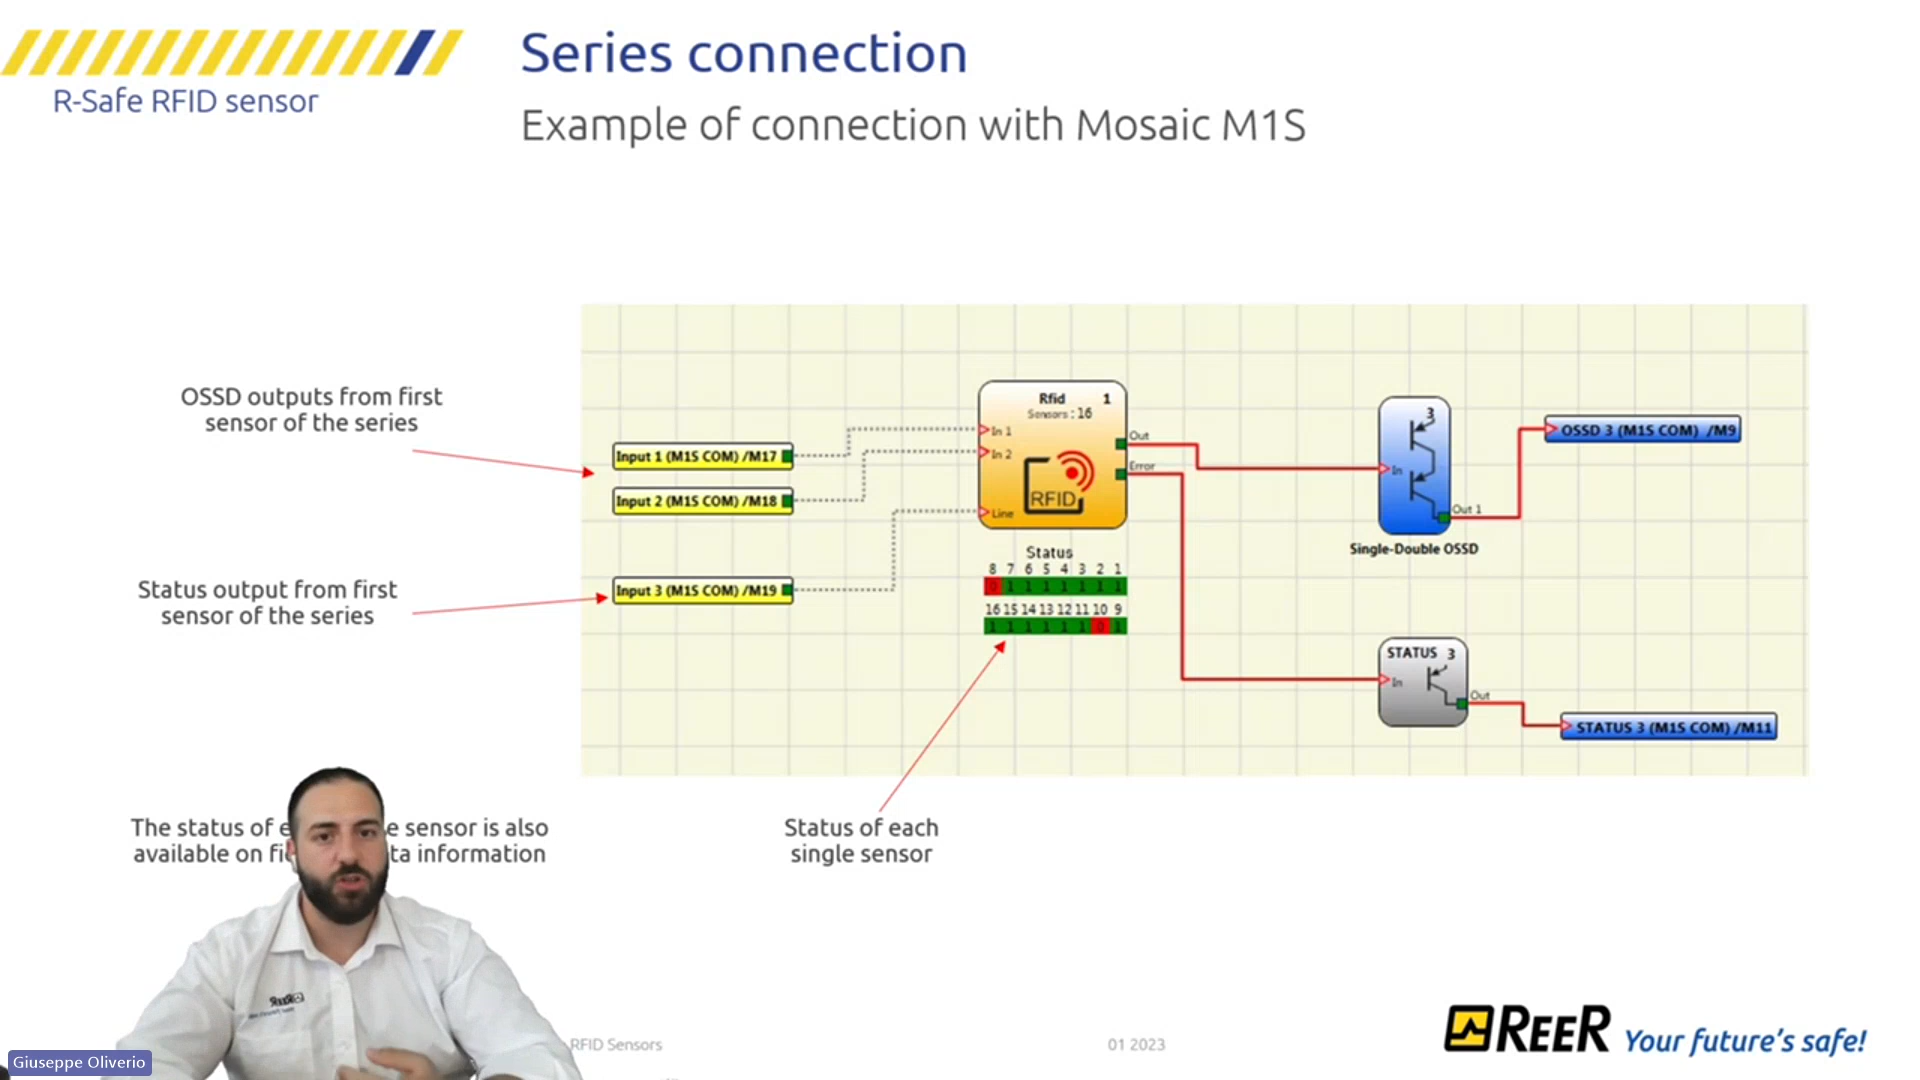 R-Safe RFID sensor
Series connection
Example of connection with Mosaic M1S
OSSD outputs from first
sensor of the series
Status output from first
sensor of the series
Input 1 (M1S COM) /M17
Input 2 (M1S COM) /M18
Input 3 (M1S COM) /M19
Rfid 1
Sensors : 16
In 1
In 2
Line
RFID
Out
Error
Status
8 7 6 5 4 3 2 1
0 1 1 1 1 1 1 1
16 15 14 13 12 11 10 9
1 1 1 1 1 1 0 1
3
In
Out 1
Single-Double OSSD
OSSD 3 (M1S COM) /M9
STATUS 3
In
Out
STATUS 3 (M1S COM) /M11
The status of e sensor is also
available on information
Status of each
single sensor
ReeR
Giuseppe Oliverio
RFID Sensors
01 2023
REER Your future's safe!